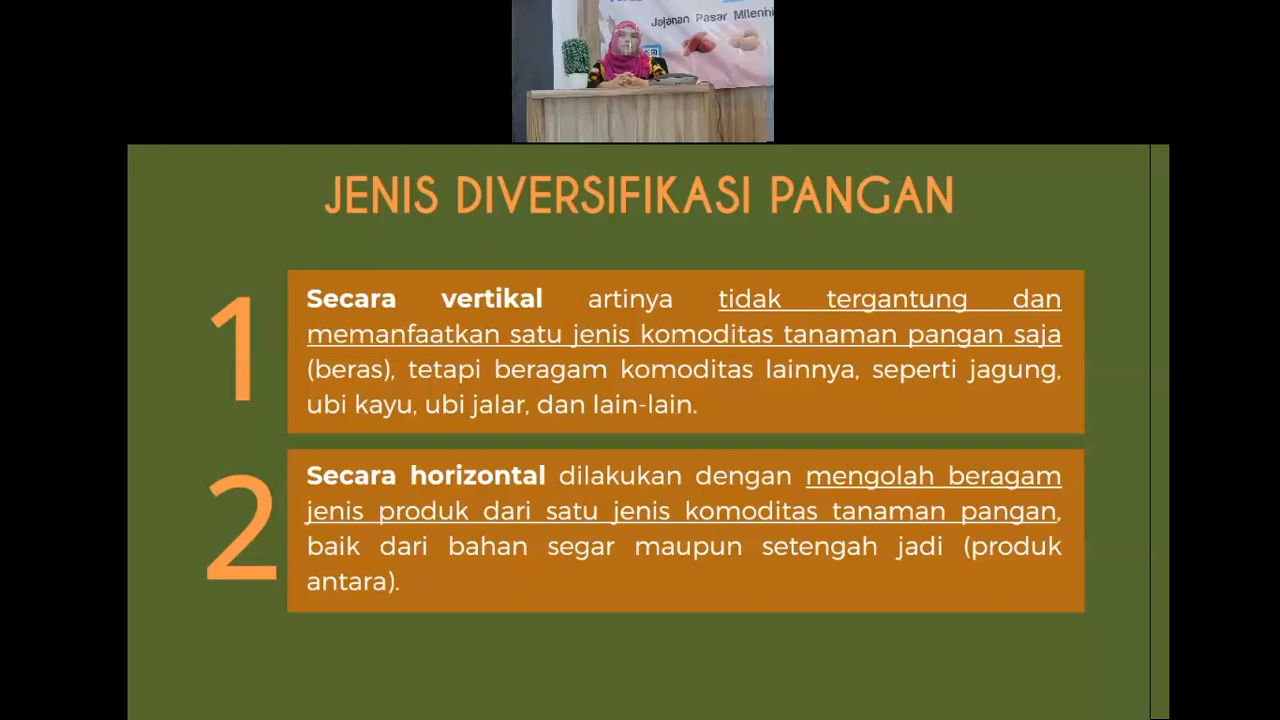 Jajanan Pasar Milenhi
JENIS DIVERSIFIKASI PANGAN
1
Secara vertikal artinya tidak tergantung dan
memanfaatkan satu jenis komoditas tanaman pangan saja
(beras), tetapi beragam komoditas lainnya, seperti jagung,
ubi kayu, ubi jalar, dan lain-lain.
2
Secara horizontal dilakukan dengan mengolah beragam
jenis produk dari satu jenis komoditas tanaman pangan,
baik dari bahan segar maupun setengah jadi (produk
antara).